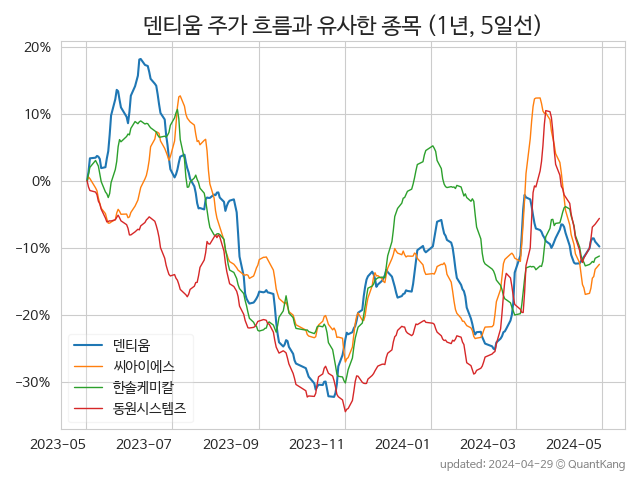 덴티움 주가 흐름과 유사한 종목 (1년, 5일선)
20%
10%
0%
−10%
−20%
−30%
덴티움
씨아이에스
한솔케미칼
동원시스템즈
2023-05 2023-07 2023-09 2023-11 2024-01 2024-03 2024-05
updated: 2024-04-29 © QuantKang